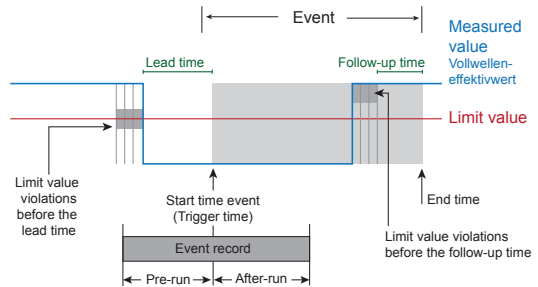 Event
Measured
value
Vollwellen-
effektivwert
Lead time
Follow-up time
Limit value
Limit value
violations
before the
lead time
Start time event
(Trigger time)
End time
Limit value violations
before the follow-up time
Event record
Pre-run
After-run